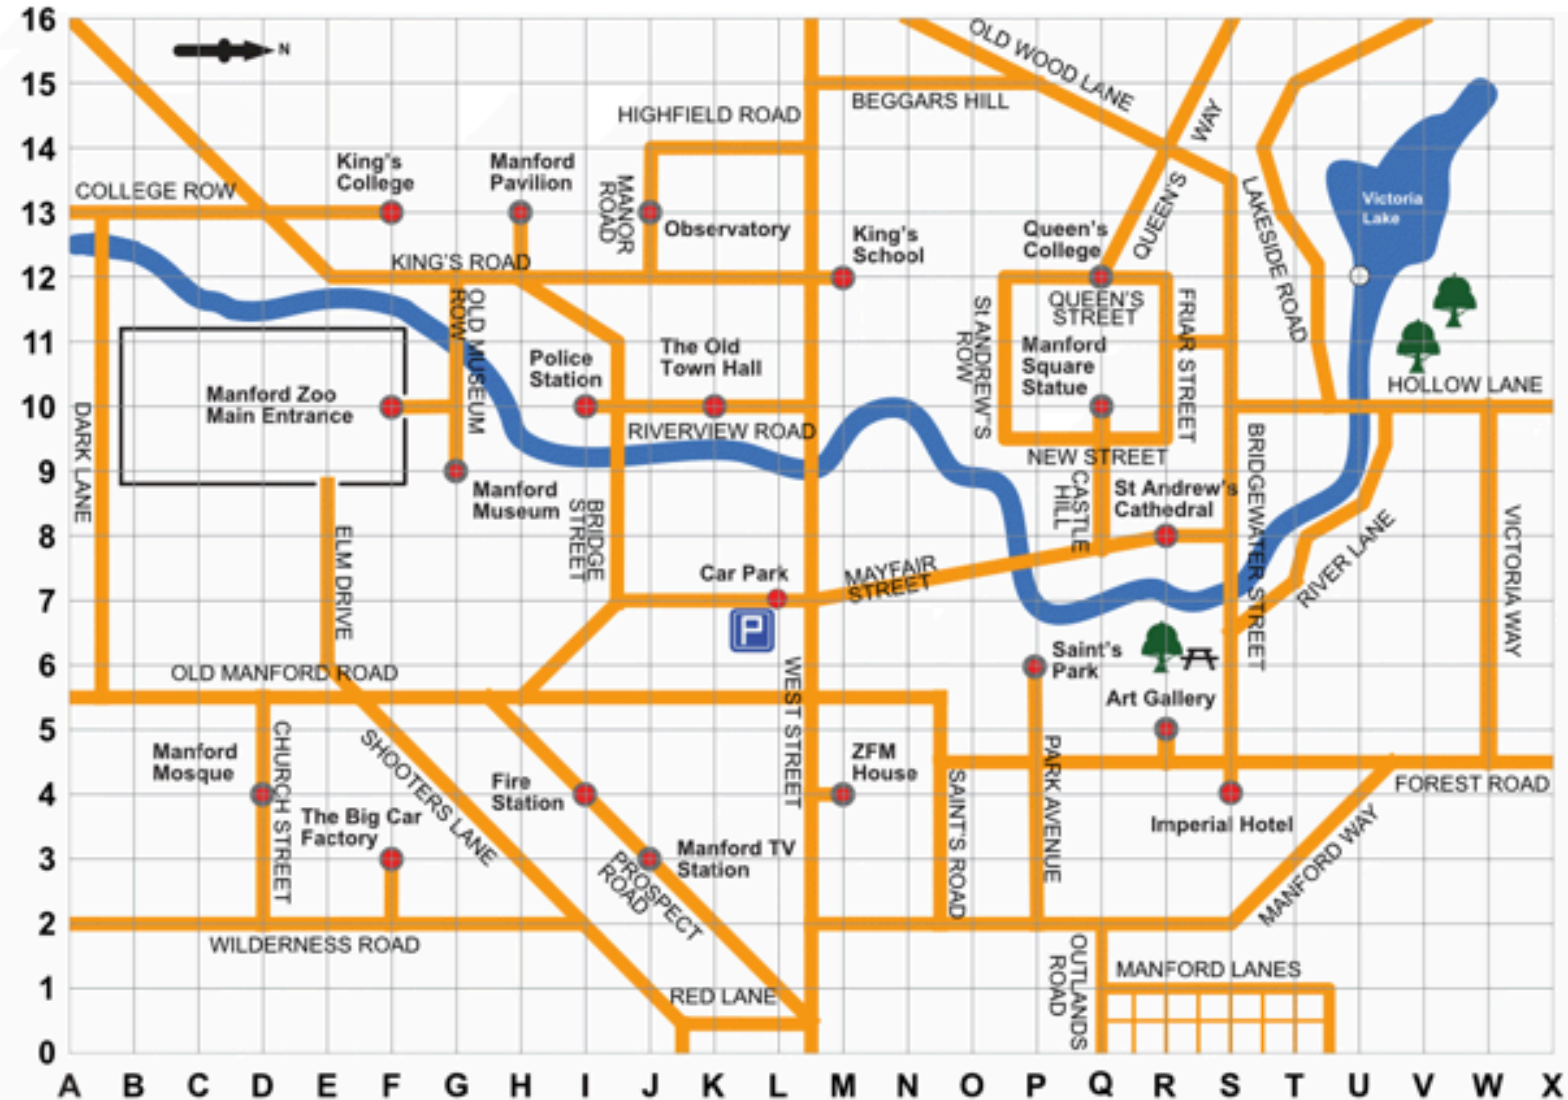 16
15
14
13
12
11
10
9
8
7
6
5
4
3
2
1
0
A B C D E F G H I J K L M N O P Q R S T U V W X
N
OLD WOOD LANE
BEGGARS HILL
HIGHFIELD ROAD
QUEEN'S WAY
King's
College
Manford
Pavilion
COLLEGE ROW
MANOR
ROAD
Observatory
King's
School
Queen's
College
LAKESIDE ROAD
Victoria
Lake
KING'S ROAD
OLD MUSEUM
ROW
QUEEN'S
STREET
St ANDREW'S
ROW
FRIAR STREET
Police
Station
The Old
Town Hall
Manford
Square
Statue
HOLLOW LANE
Manford Zoo
Main Entrance
DARK LANE
RIVERVIEW ROAD
NEW STREET
Manford
Museum
BRIDGE
STREET
CASTLE
HILL
St Andrew's
Cathedral
BRIDGEWATER STREET
RIVER LANE
VICTORIA WAY
ELM DRIVE
Car Park
P
MAYFAIR
STREET
OLD MANFORD ROAD
WEST STREET
Saint's
Park
Art Gallery
Manford
Mosque
CHURCH STREET
SHOOTERS LANE
The Big Car
Factory
Fire
Station
ZFM
House
SAINT'S ROAD
PARK AVENUE
FOREST ROAD
Imperial Hotel
Manford TV
Station
PROSPECT
ROAD
MANFORD WAY
WILDERNESS ROAD
RED LANE
OUTLANDS
ROAD
MANFORD LANES